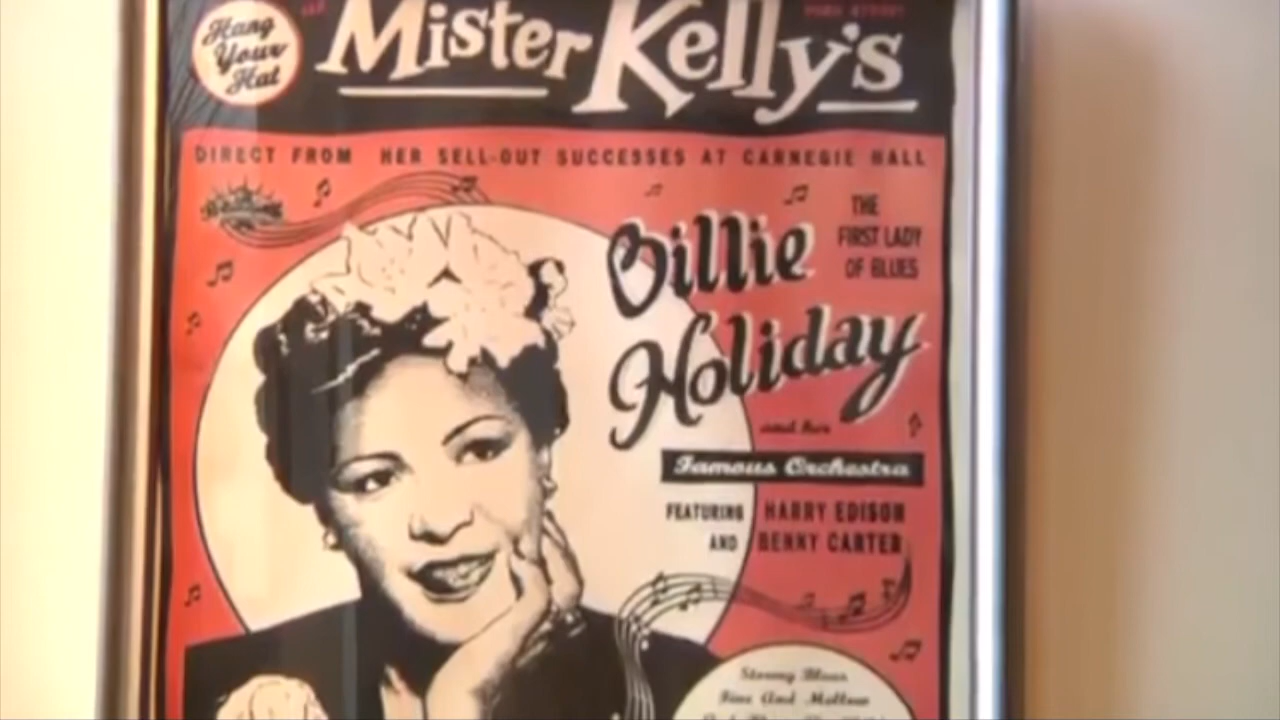 Hang
Your
Hat
at
Mister Kelly's
DIRECT FROM HER SELL-OUT SUCCESSES AT CARNEGIE HALL
Billie
Holiday
THE
FIRST LADY
OF BLUES
and her
Famous Orchestra
FEATURING HARRY EDISON
AND BENNY CARTER
Stormy Blues
Fine And Mellow